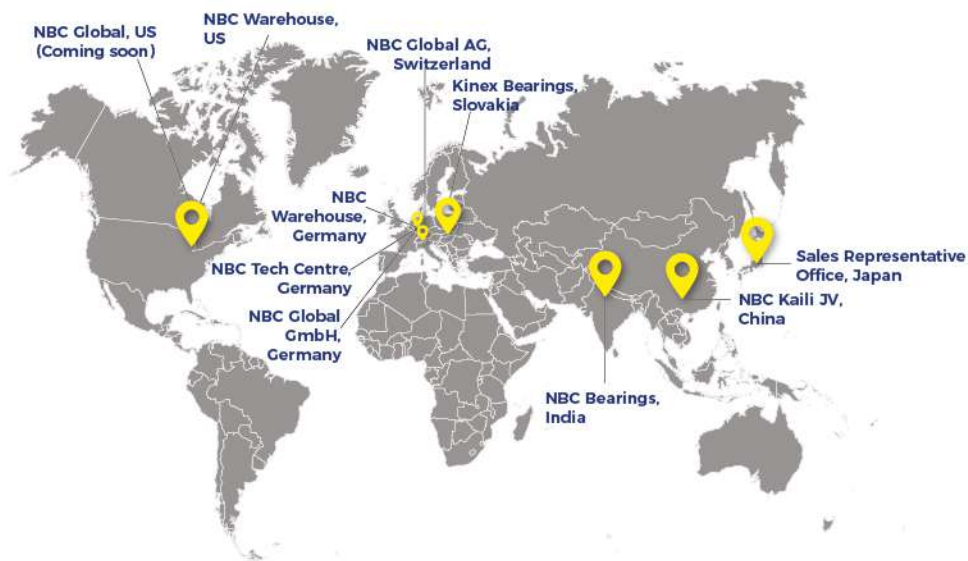 NBC Global, US
(Coming soon)
NBC Warehouse,
US
NBC Global AG,
Switzerland
Kinex Bearings,
Slovakia
NBC
Warehouse,
Germany
NBC Tech Centre,
Germany
NBC Global
GmbH,
Germany
Sales Representative
Office, Japan
NBC Kaili JV,
China
NBC Bearings,
India